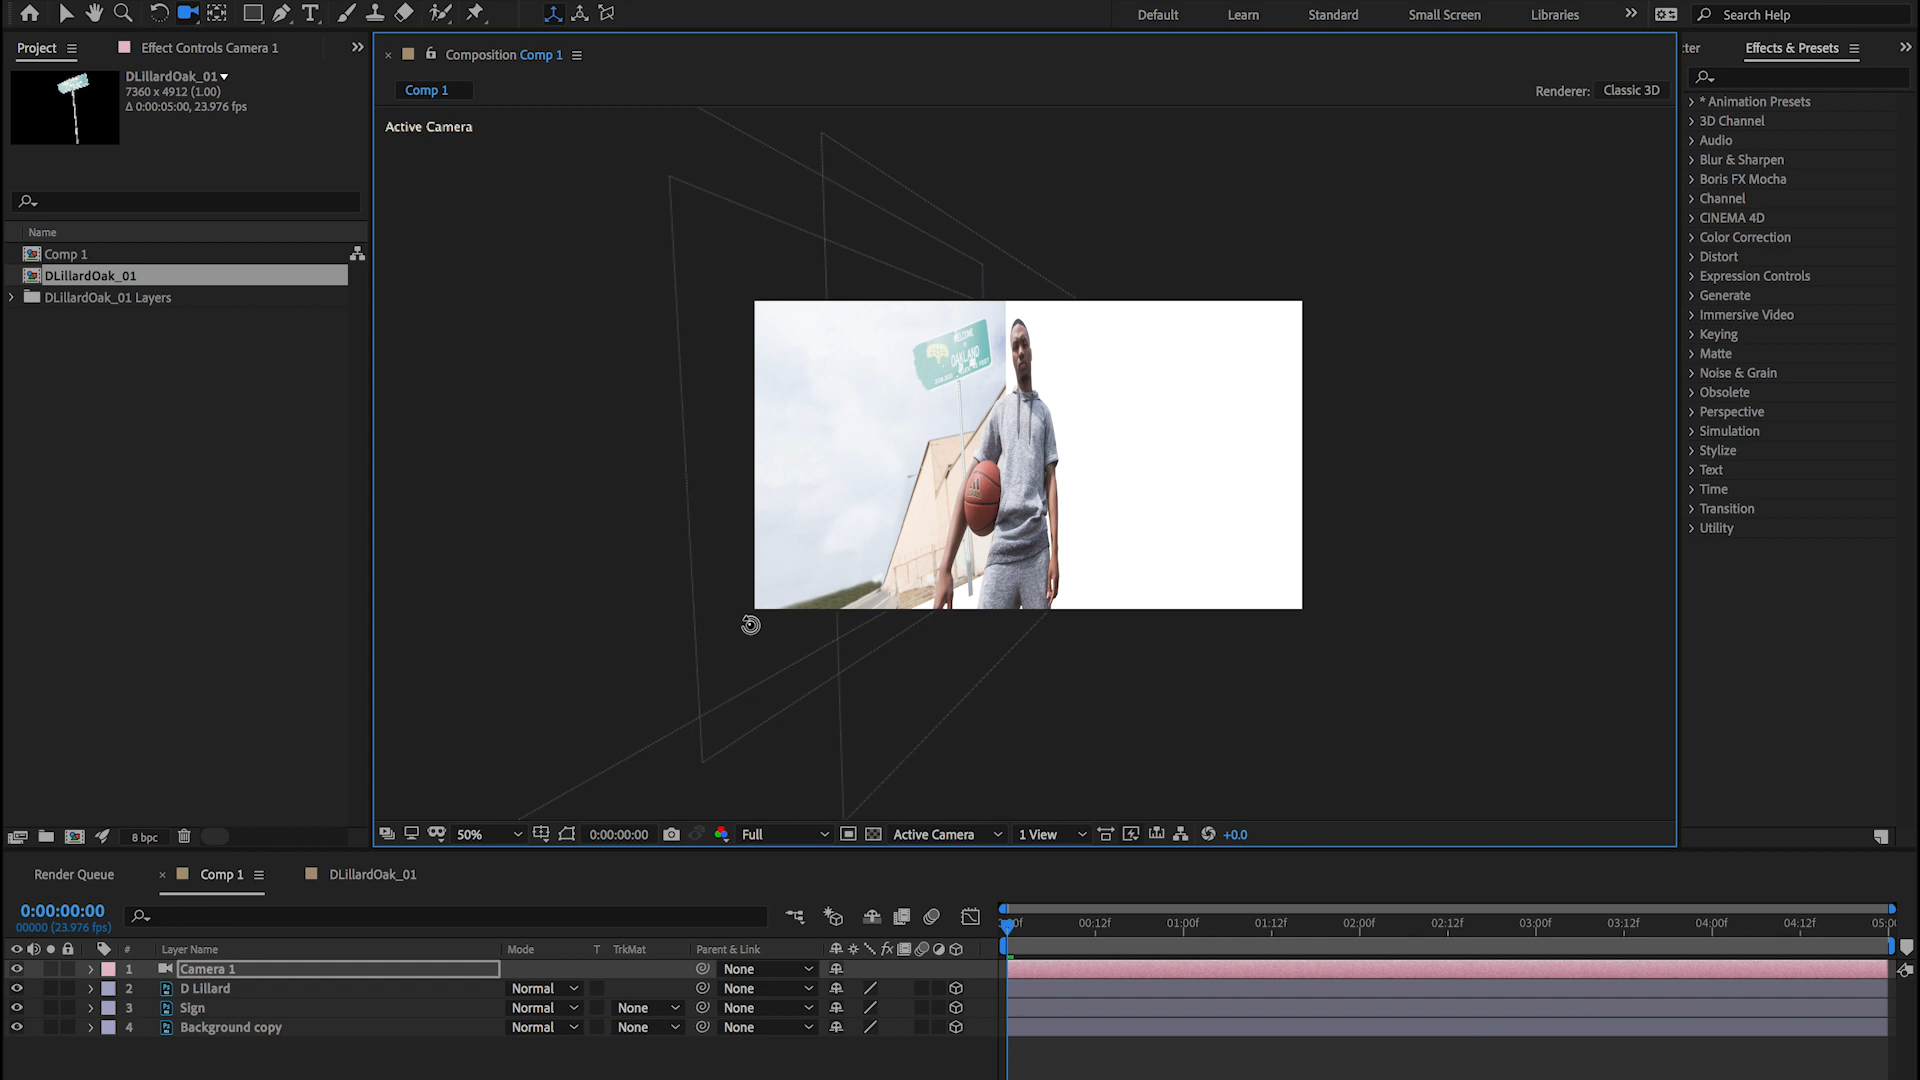 Default
Learn
Standard
Small Screen
Libraries
Search Help
Project
Effect Controls Camera 1
Composition Comp 1
Effects & Presets
DLillardOak_01
7360 x 4912 (1.00)
Δ 0:00:05:00, 23.976 fps
Comp 1
Renderer:
Classic 3D
Active Camera
* Animation Presets
3D Channel
Audio
Blur & Sharpen
Boris FX Mocha
Channel
CINEMA 4D
Color Correction
Distort
Expression Controls
Generate
Immersive Video
Keying
Matte
Noise & Grain
Obsolete
Perspective
Simulation
Stylize
Text
Time
Transition
Utility
Name
Comp 1
DLillardOak_01
DLillardOak_01 Layers
WELCOME
OAKLAND
8 bpc
50%
0:00:00:00
Full
Active Camera
1 View
+0.0
Render Queue
Comp 1
DLillardOak_01
0:00:00:00
00000 (23.976 fps)
00:12f
01:00f
01:12f
02:00f
02:12f
03:00f
03:12f
04:00f
04:12f
# Layer Name Mode T TrkMat Parent & Link
1 Camera 1 None
2 D Lillard Normal None
3 Sign Normal None None
4 Background copy Normal None None